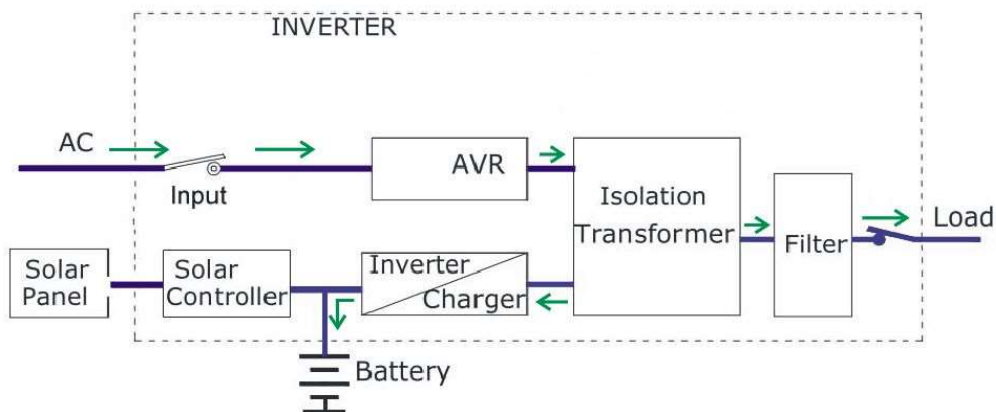 INVERTER
AC
Input
AVR
Isolation
Transformer
Filter
Load
Solar
Panel
Solar
Controller
Inverter
Charger
Battery